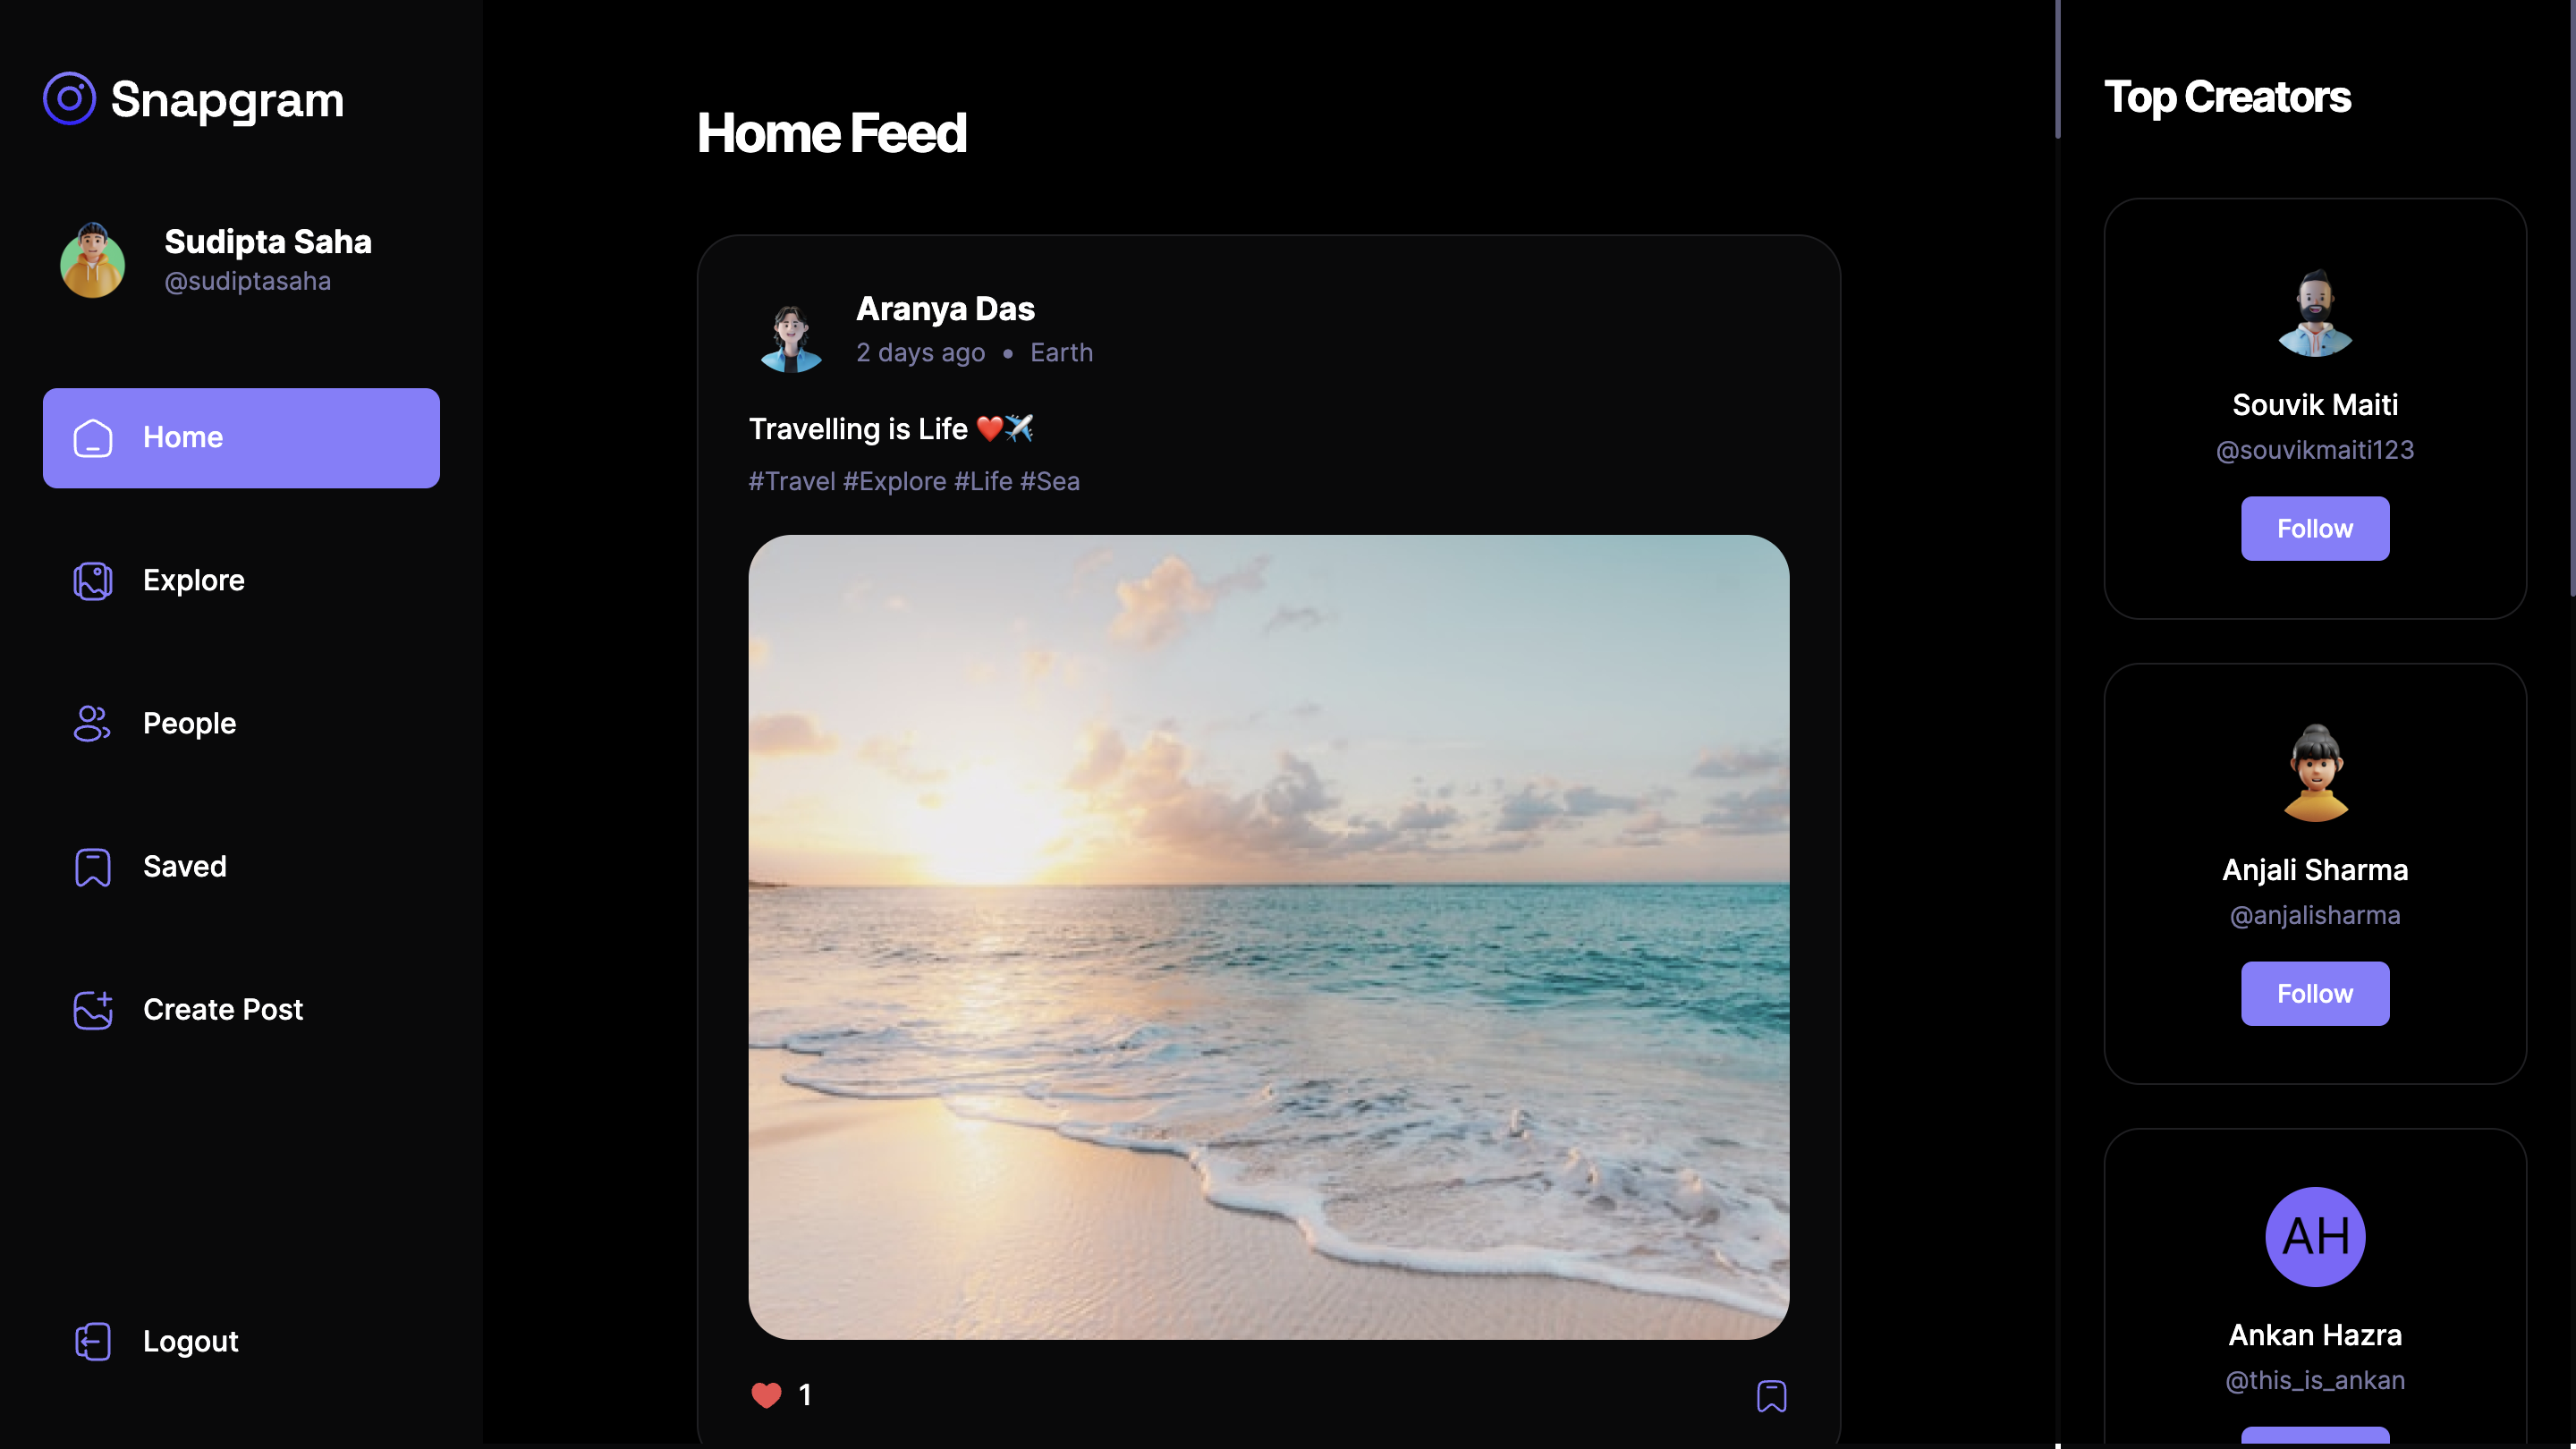 Snapgram
Sudipta Saha
@sudiptasaha
Home
Explore
People
Saved
Create Post
Logout
Home Feed
Aranya Das
2 days ago • Earth
Travelling is Life ❤️✈️
#Travel #Explore #Life #Sea
1
Top Creators
Souvik Maiti
@souvikmaiti123
Follow
Anjali Sharma
@anjalisharma
Follow
AH
Ankan Hazra
@this_is_ankan